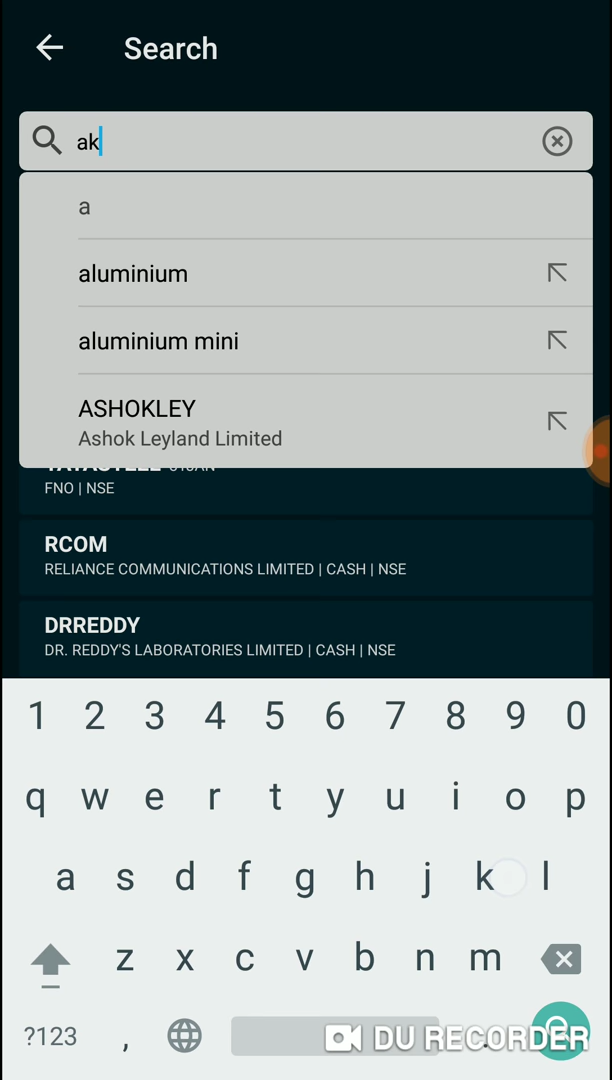 Search
ak
a
aluminium
aluminium mini
ASHOKLEY
Ashok Leyland Limited
FNO | NSE
RCOM
RELIANCE COMMUNICATIONS LIMITED | CASH | NSE
DRREDDY
DR. REDDY'S LABORATORIES LIMITED | CASH | NSE
1 2 3 4 5 6 7 8 9 0
q w e r t y u i o p
a s d f g h j k l
z x c v b n m
?123 , .
DU RECORDER